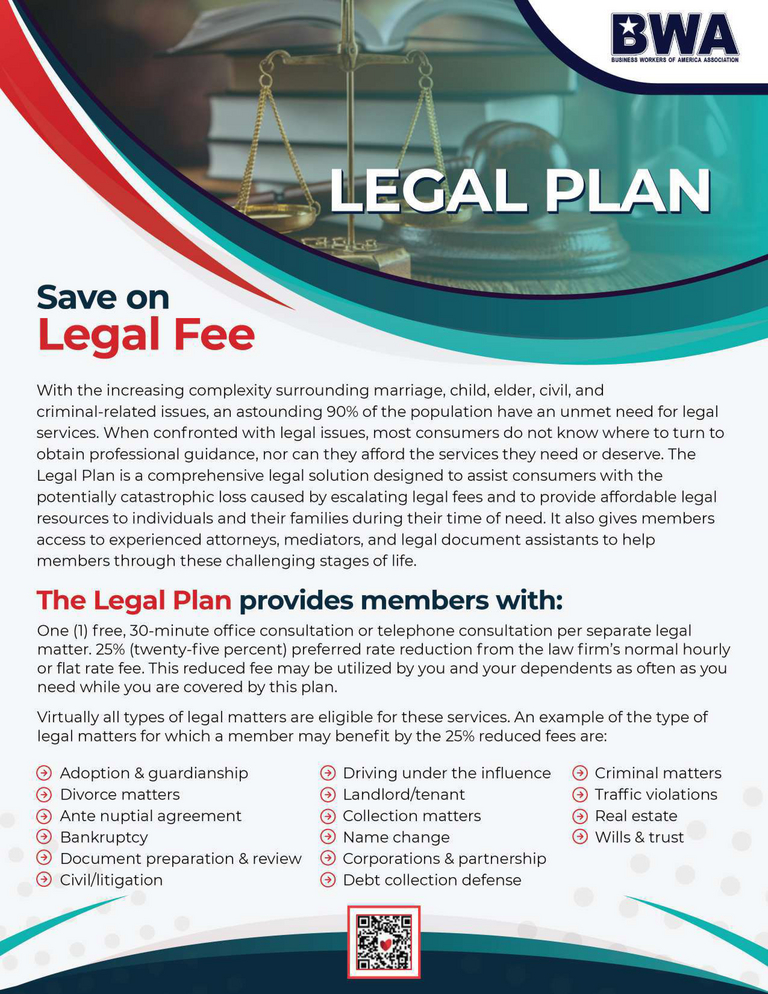 BWA
BUSINESS WORKERS OF AMERICA ASSOCIATION
LEGAL PLAN
Save on
Legal Fee
With the increasing complexity surrounding marriage, child, elder, civil, and
criminal-related issues, an astounding 90% of the population have an unmet need for legal
services. When confronted with legal issues, most consumers do not know where to turn to
obtain professional guidance, nor can they afford the services they need or deserve. The
Legal Plan is a comprehensive legal solution designed to assist consumers with the
potentially catastrophic loss caused by escalating legal fees and to provide affordable legal
resources to individuals and their families during their time of need. It also gives members
access to experienced attorneys, mediators, and legal document assistants to help
members through these challenging stages of life.
The Legal Plan provides members with:
One (1) free, 30-minute office consultation or telephone consultation per separate legal
matter. 25% (twenty-five percent) preferred rate reduction from the law firm's normal hourly
or flat rate fee. This reduced fee may be utilized by you and your dependents as often as you
need while you are covered by this plan.
Virtually all types of legal matters are eligible for these services. An example of the type of
legal matters for which a member may benefit by the 25% reduced fees are:
Adoption & guardianship
Divorce matters
Ante nuptial agreement
Bankruptcy
Document preparation & review
Civil/litigation
Driving under the influence
Landlord/tenant
Collection matters
Name change
Corporations & partnership
Debt collection defense
Criminal matters
Traffic violations
Real estate
Wills & trust